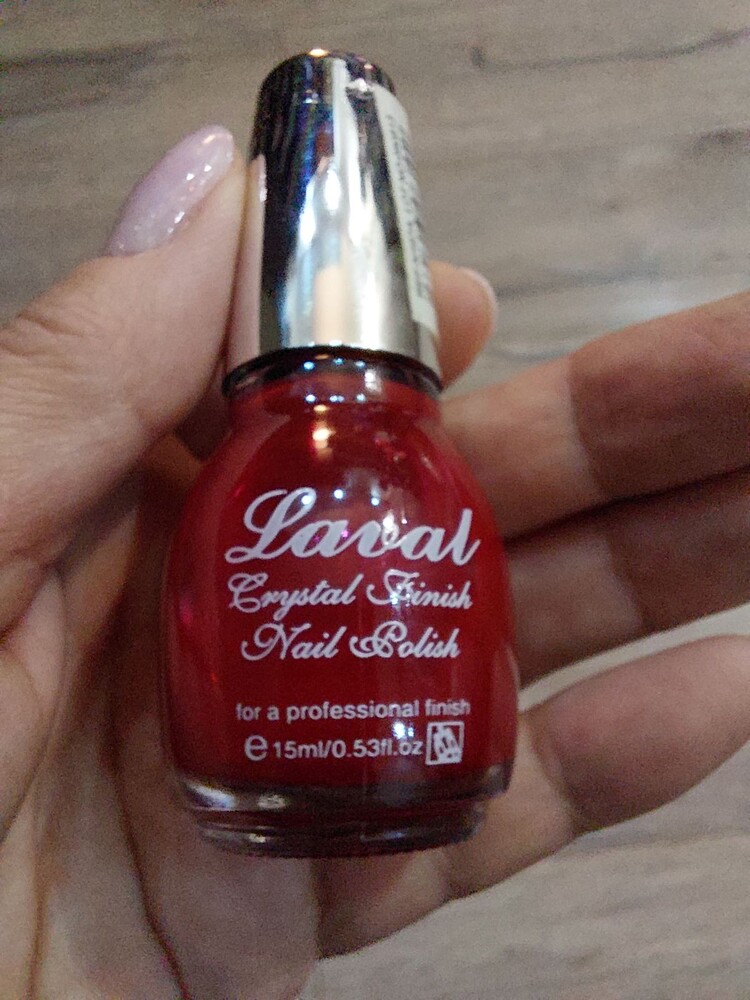 Laval
Crystal Finish
Nail Polish
for a professional finish
℮ 15ml/0.53fl.oz